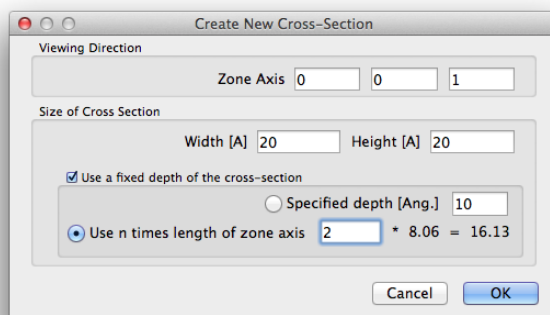 Create New Cross-Section
Viewing Direction
Zone Axis 0 0 1
Size of Cross Section
Width [A] 20 Height [A] 20
Use a fixed depth of the cross-section
Specified depth [Ang.] 10
Use n times length of zone axis 2 * 8.06 = 16.13
Cancel OK